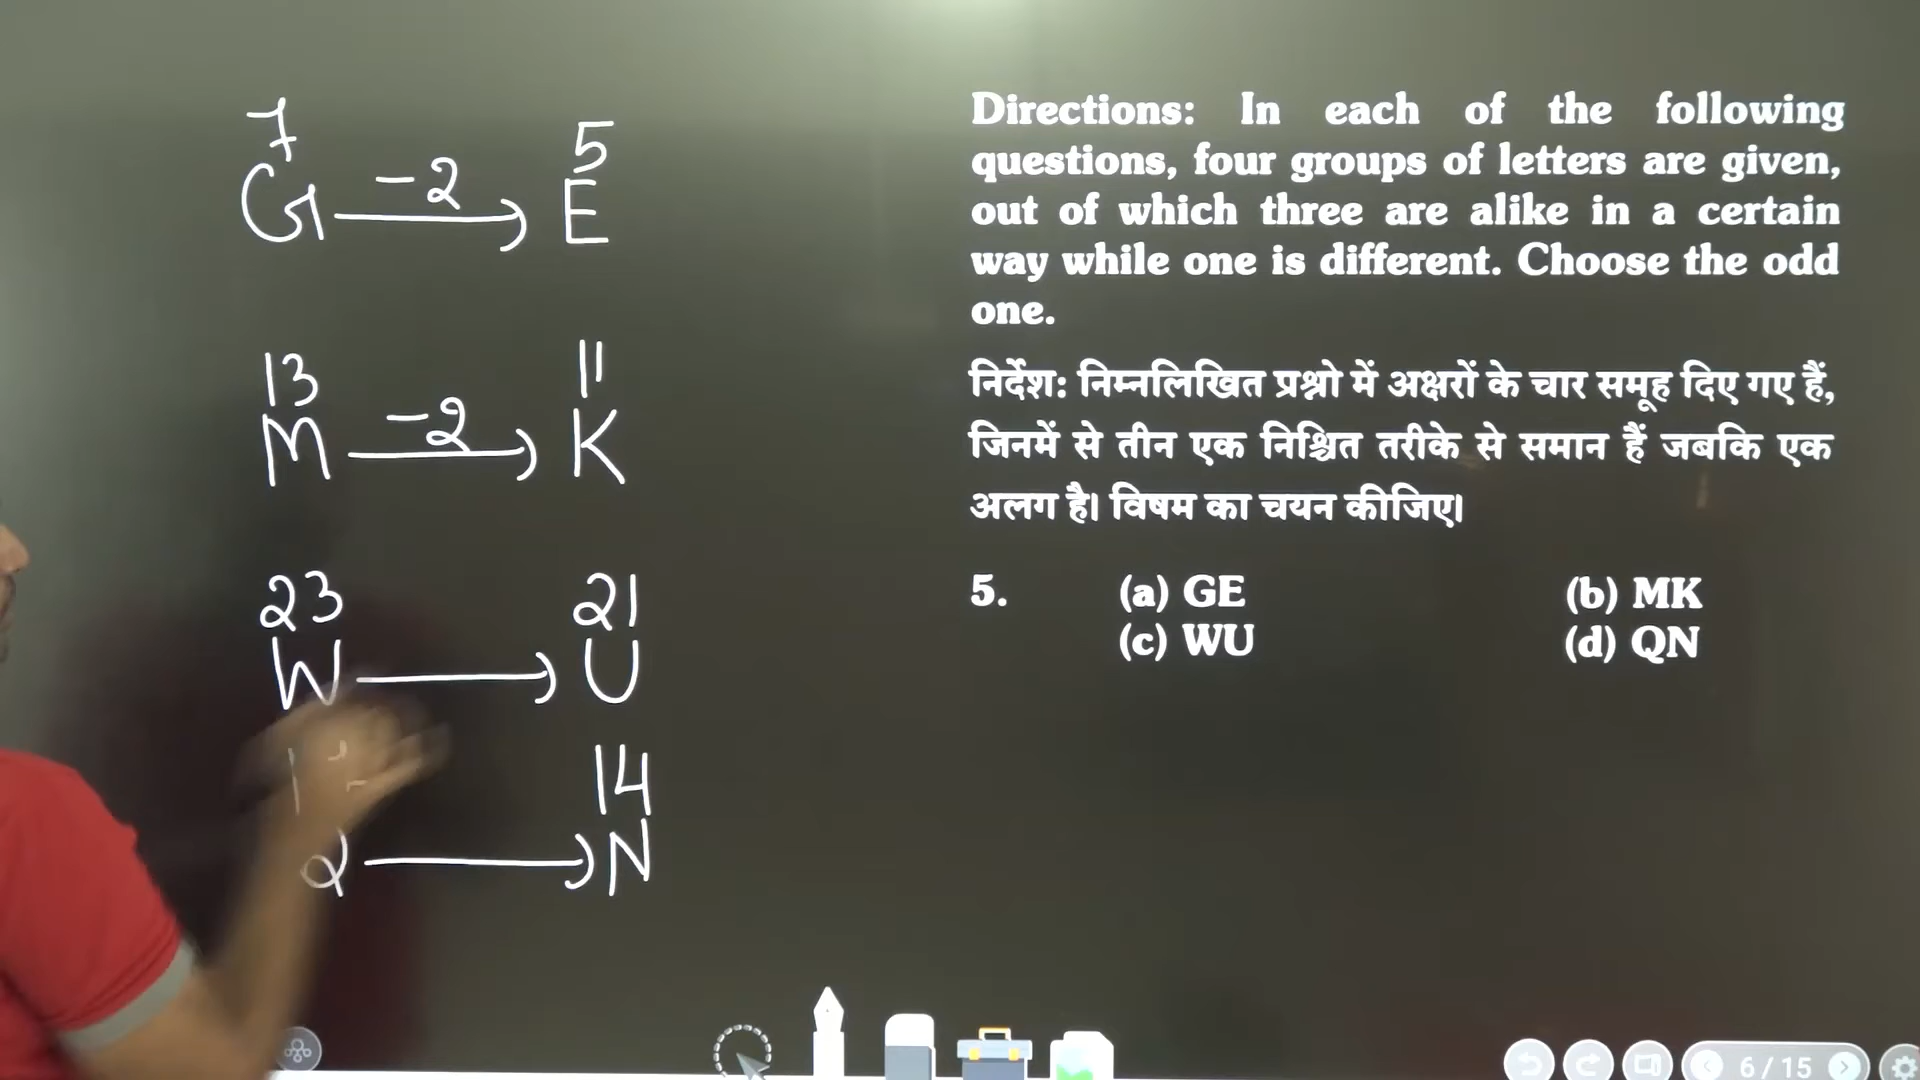 7 5
G -2 E
13 11
M -2 K
23 21
W U
14
Q N
Directions: In each of the following
questions, four groups of letters are given,
out of which three are alike in a certain
way while one is different. Choose the odd
one.
निर्देश: निम्नलिखित प्रश्नो में अक्षरों के चार समूह दिए गए हैं,
जिनमें से तीन एक निश्चित तरीके से समान हैं जबकि एक
अलग है। विषम का चयन कीजिए।
5. (a) GE (b) MK
(c) WU (d) QN
6 / 15